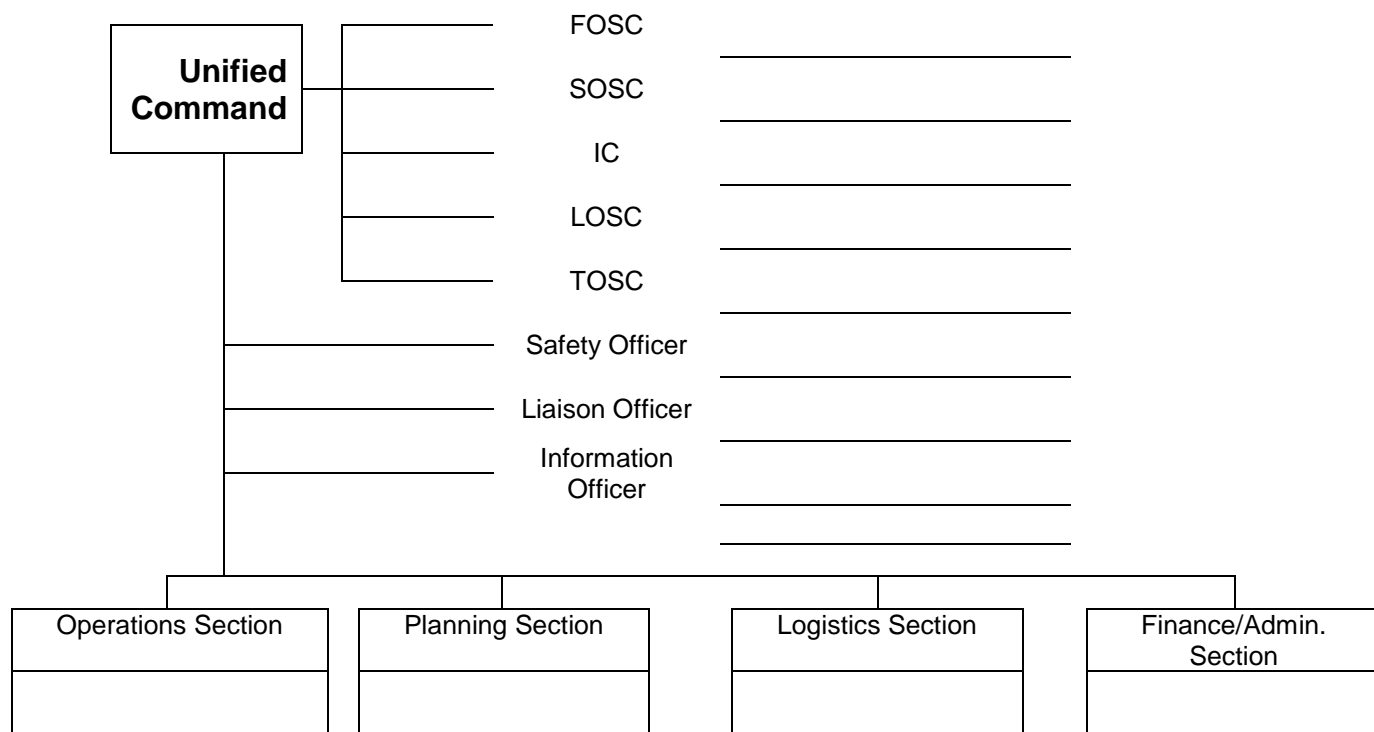 Unified
Command
FOSC
SOSC
IC
LOSC
TOSC
Safety Officer
Liaison Officer
Information
Officer
Operations Section
Planning Section
Logistics Section
Finance/Admin.
Section